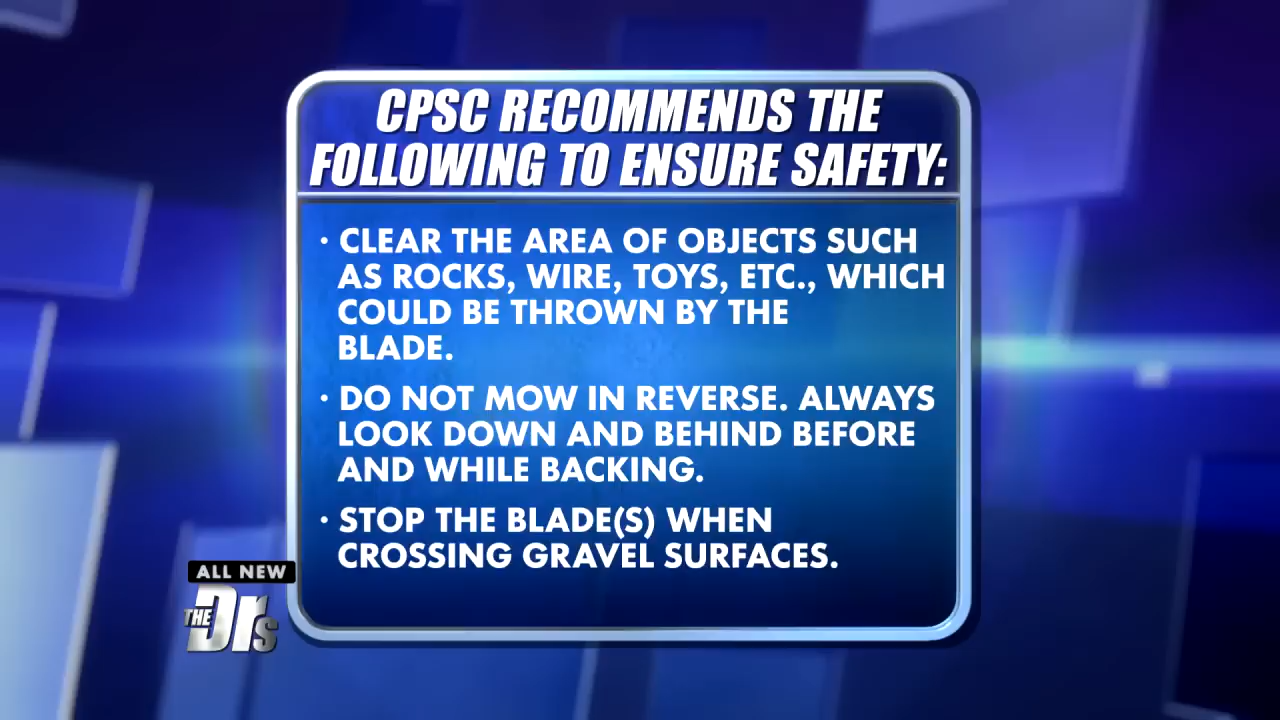 CPSC RECOMMENDS THE
FOLLOWING TO ENSURE SAFETY:
· CLEAR THE AREA OF OBJECTS SUCH
AS ROCKS, WIRE, TOYS, ETC., WHICH
COULD BE THROWN BY THE
BLADE.
· DO NOT MOW IN REVERSE. ALWAYS
LOOK DOWN AND BEHIND BEFORE
AND WHILE BACKING.
· STOP THE BLADE(S) WHEN
CROSSING GRAVEL SURFACES.
ALL NEW
THE Drs